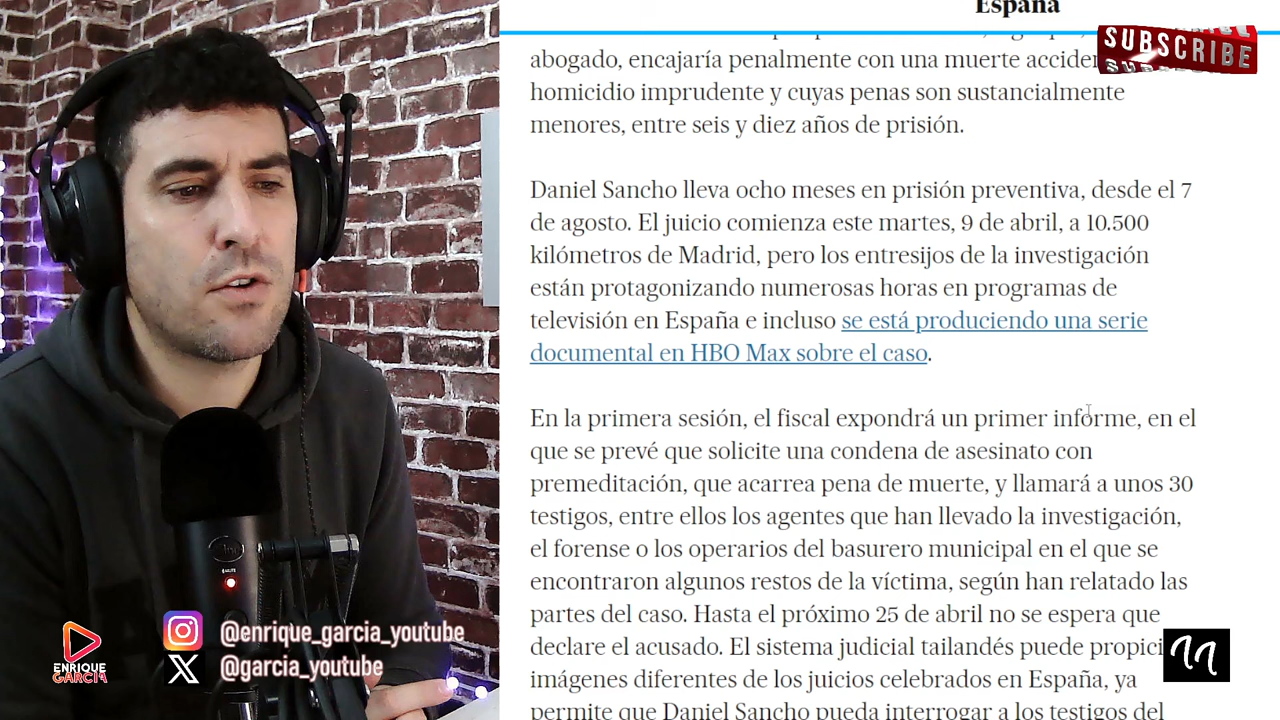 España
SUBSCRIBE
abogado, encajaría penalmente con una muerte
homicidio imprudente y cuyas penas son sustancialmente
menores, entre seis y diez años de prisión.
Daniel Sancho lleva ocho meses en prisión preventiva, desde el 7
de agosto. El juicio comienza este martes, 9 de abril, a 10.500
kilómetros de Madrid, pero los entresijos de la investigación
están protagonizando numerosas horas en programas de
televisión en España e incluso se está produciendo una serie
documental en HBO Max sobre el caso.
En la primera sesión, el fiscal expondrá un primer informe, en el
que se prevé que solicite una condena de asesinato con
premeditación, que acarrea pena de muerte, y llamará a unos 30
testigos, entre ellos los agentes que han llevado la investigación,
el forense o los operarios del basurero municipal en el que se
encontraron algunos restos de la víctima, según han relatado las
partes del caso. Hasta el próximo 25 de abril no se espera que
declare el acusado. El sistema judicial tailandés puede propici
imágenes diferentes de los juicios celebrados en España, ya
permite que Daniel Sancho pueda interrogar a los testigos del
ENRIQUE
GARCIA
@enrique_garcia_youtube
@garcia_youtube